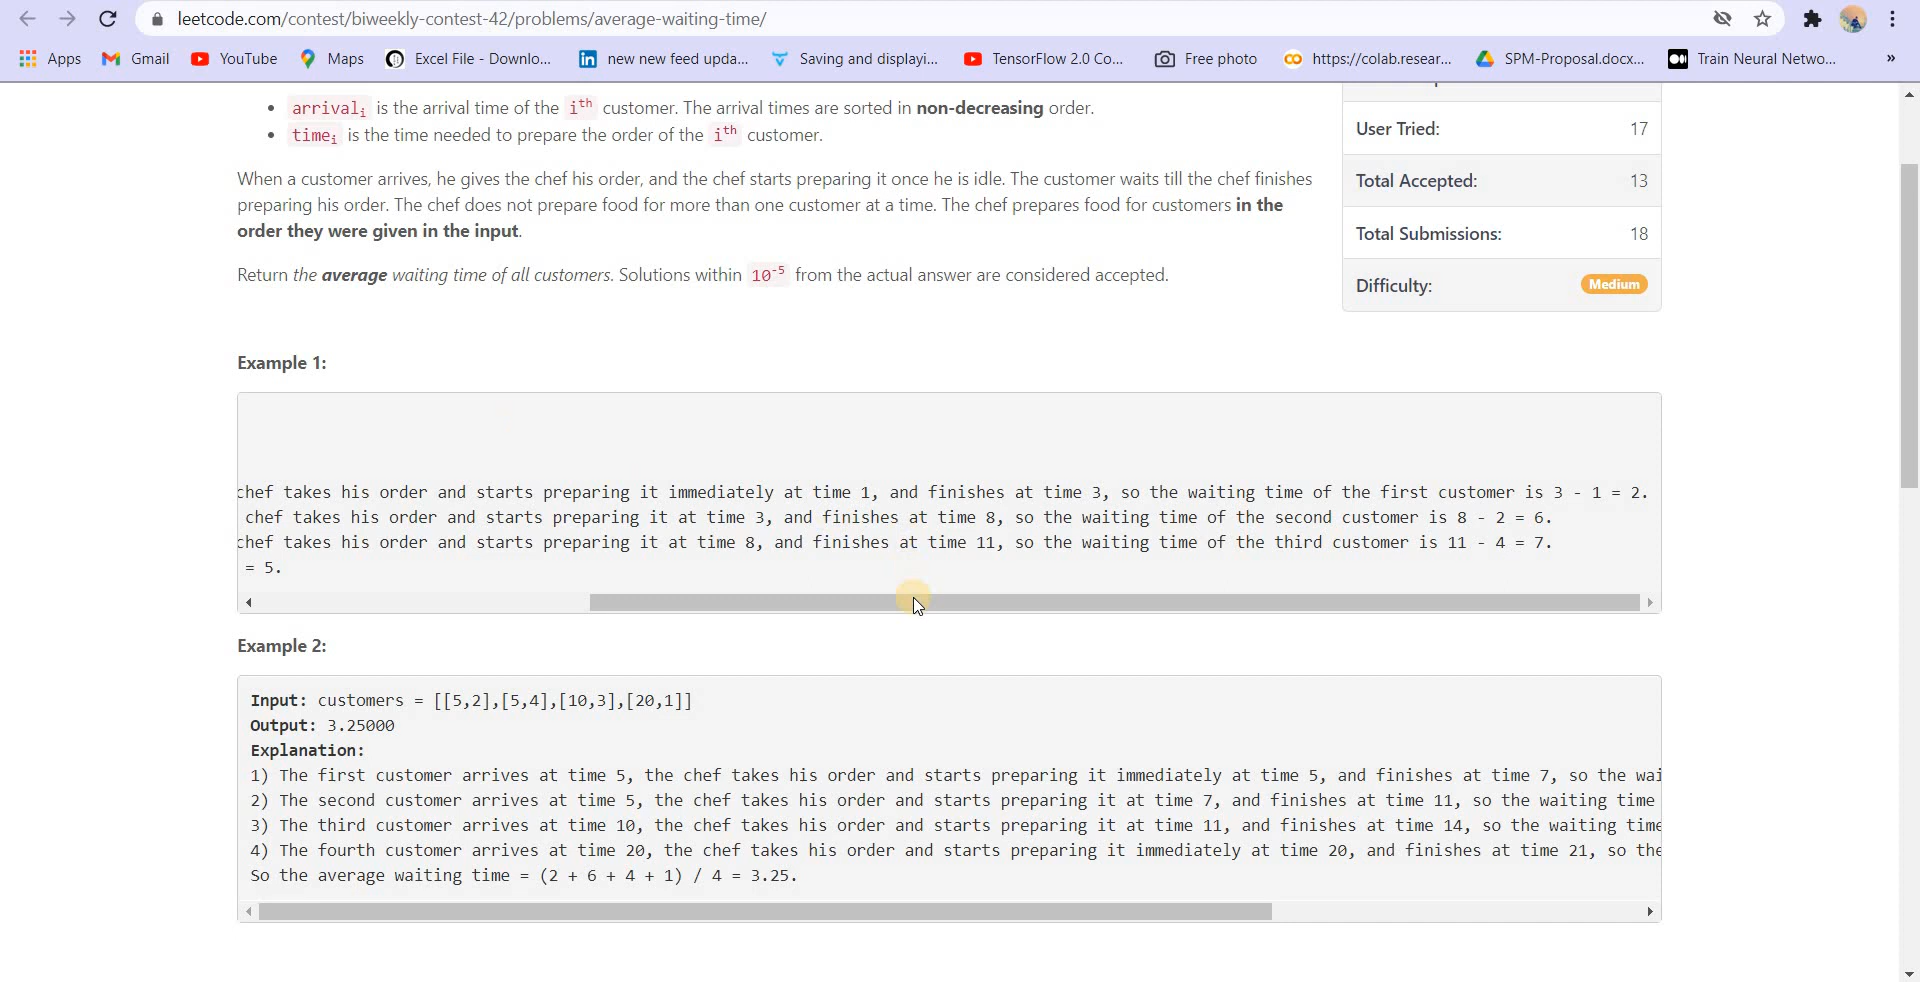 leetcode.com/contest/biweekly-contest-42/problems/average-waiting-time/
Apps Gmail YouTube Maps Excel File - Downlo... new new feed upda... Saving and displayi... TensorFlow 2.0 Co... Free photo https://colab.resear... SPM-Proposal.docx... Train Neural Netwo... »
• arrivalᵢ is the arrival time of the iᵗʰ customer. The arrival times are sorted in non-decreasing order.
• timeᵢ is the time needed to prepare the order of the iᵗʰ customer.
When a customer arrives, he gives the chef his order, and the chef starts preparing it once he is idle. The customer waits till the chef finishes
preparing his order. The chef does not prepare food for more than one customer at a time. The chef prepares food for customers in the
order they were given in the input.
Return the average waiting time of all customers. Solutions within 10⁻⁵ from the actual answer are considered accepted.
User Tried: 17
Total Accepted: 13
Total Submissions: 18
Difficulty: Medium
Example 1:
chef takes his order and starts preparing it immediately at time 1, and finishes at time 3, so the waiting time of the first customer is 3 - 1 = 2.
chef takes his order and starts preparing it at time 3, and finishes at time 8, so the waiting time of the second customer is 8 - 2 = 6.
chef takes his order and starts preparing it at time 8, and finishes at time 11, so the waiting time of the third customer is 11 - 4 = 7.
= 5.
Example 2:
Input: customers = [[5,2],[5,4],[10,3],[20,1]]
Output: 3.25000
Explanation:
1) The first customer arrives at time 5, the chef takes his order and starts preparing it immediately at time 5, and finishes at time 7, so the wai
2) The second customer arrives at time 5, the chef takes his order and starts preparing it at time 7, and finishes at time 11, so the waiting time
3) The third customer arrives at time 10, the chef takes his order and starts preparing it at time 11, and finishes at time 14, so the waiting time
4) The fourth customer arrives at time 20, the chef takes his order and starts preparing it immediately at time 20, and finishes at time 21, so the
So the average waiting time = (2 + 6 + 4 + 1) / 4 = 3.25.